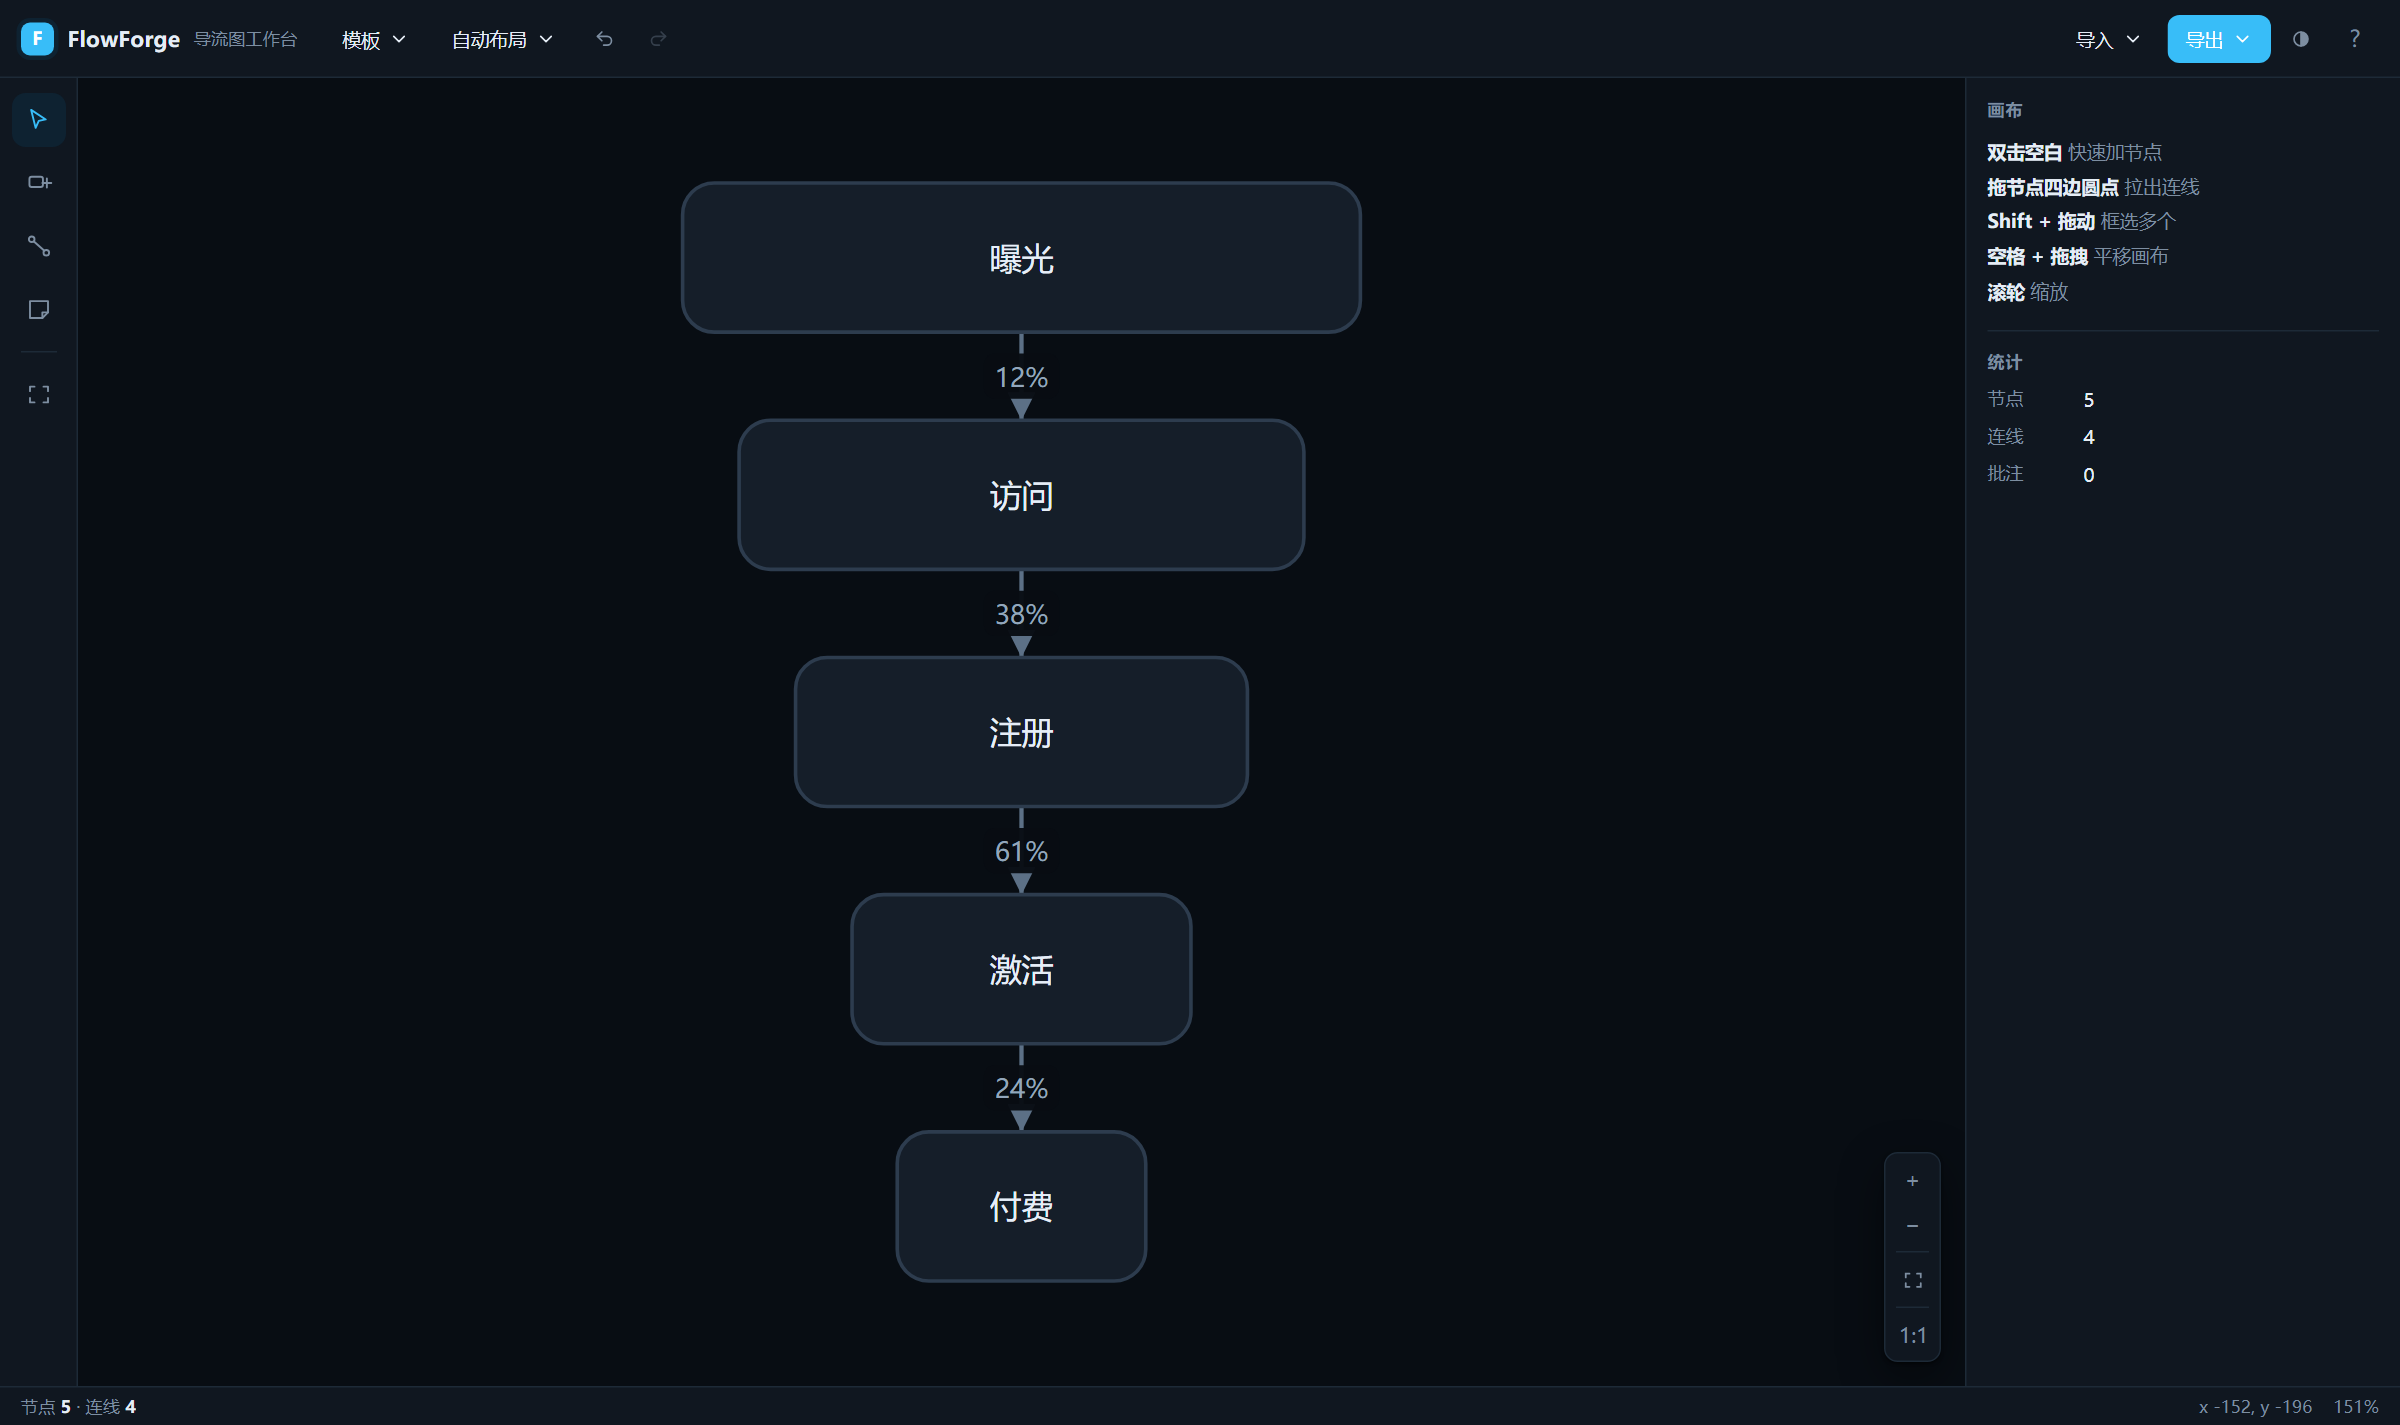 F FlowForge 导流图工作台 模板 自动布局 导入 导出 ?
画布
双击空白 快速加节点
拖节点四边圆点 拉出连线
Shift + 拖动 框选多个
空格 + 拖拽 平移画布
滚轮 缩放
统计
节点 5
连线 4
批注 0
曝光
12%
访问
38%
注册
61%
激活
24%
付费
+
−
1:1
节点 5 · 连线 4
x -152, y -196 151%